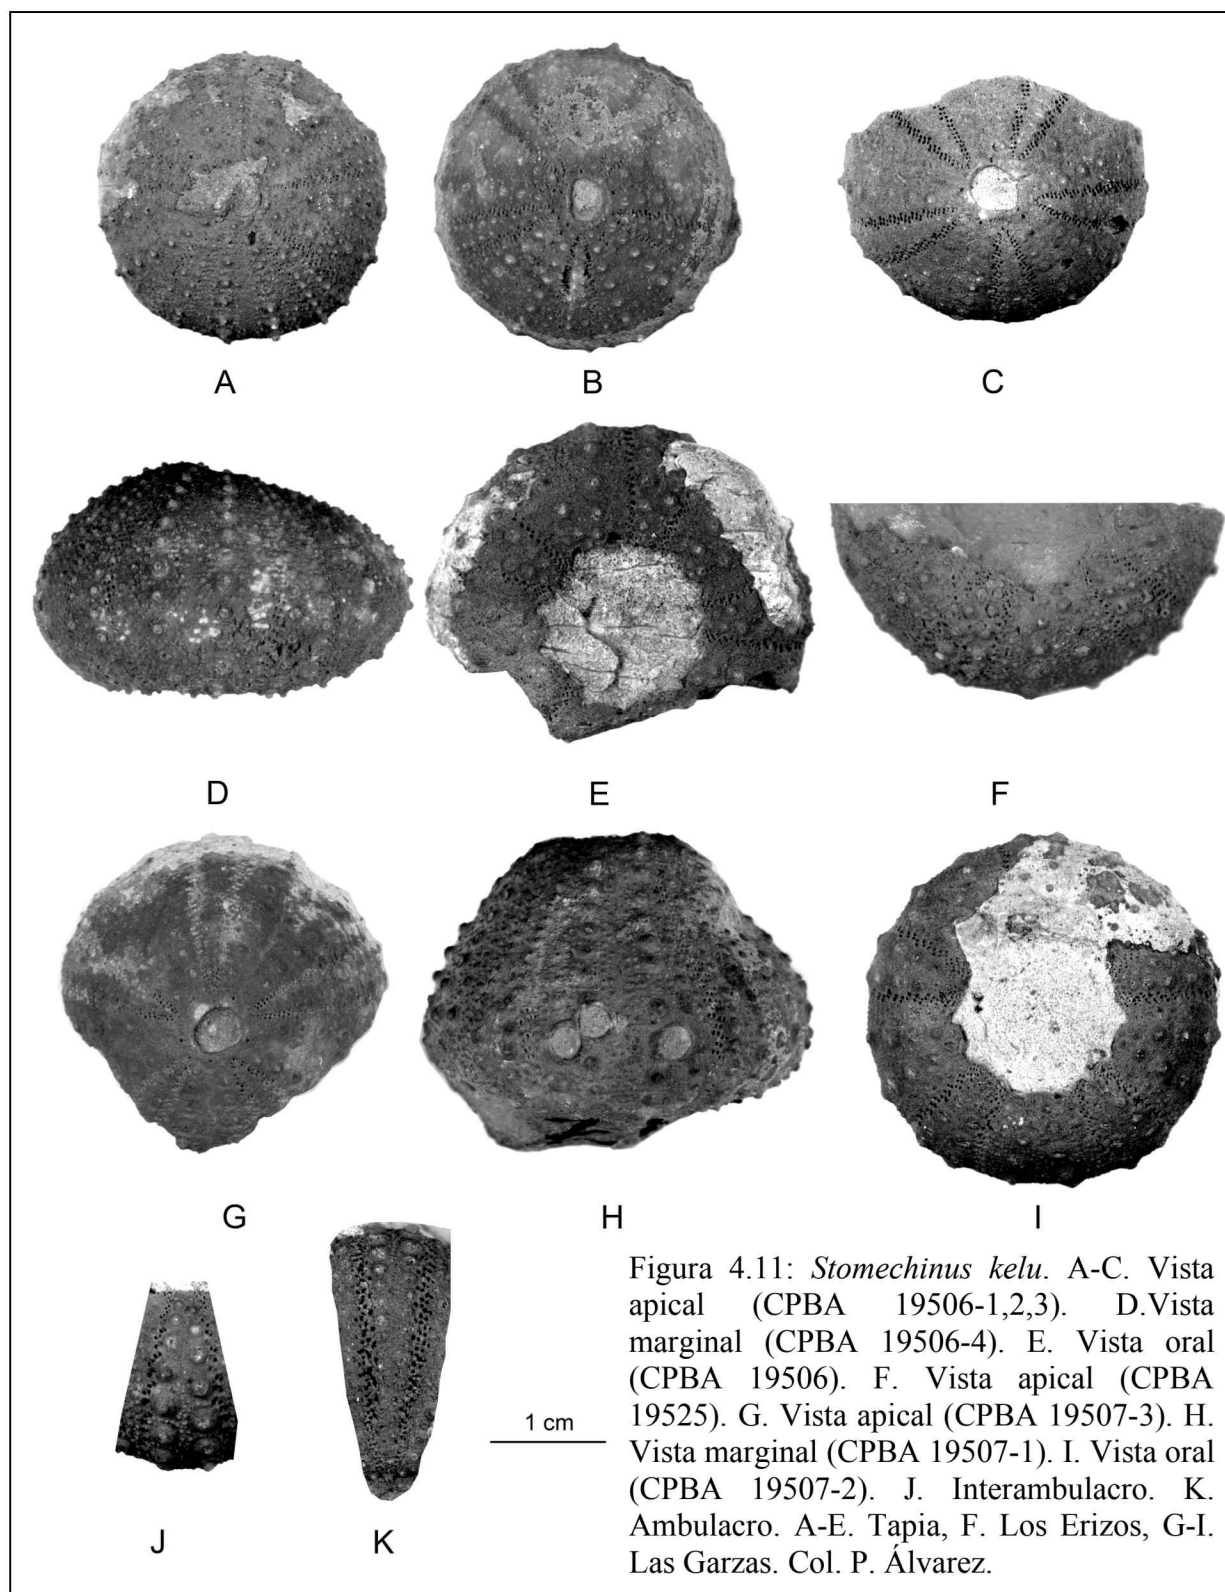 A
B
C
D
E
F
G
H
I
J
K
1 cm
Figura 4.11: Stomechinus kelu. A-C. Vista
apical (CPBA 19506-1,2,3). D.Vista
marginal (CPBA 19506-4). E. Vista oral
(CPBA 19506). F. Vista apical (CPBA
19525). G. Vista apical (CPBA 19507-3). H.
Vista marginal (CPBA 19507-1). I. Vista oral
(CPBA 19507-2). J. Interambulacro. K.
Ambulacro. A-E. Tapia, F. Los Erizos, G-I.
Las Garzas. Col. P. Álvarez.